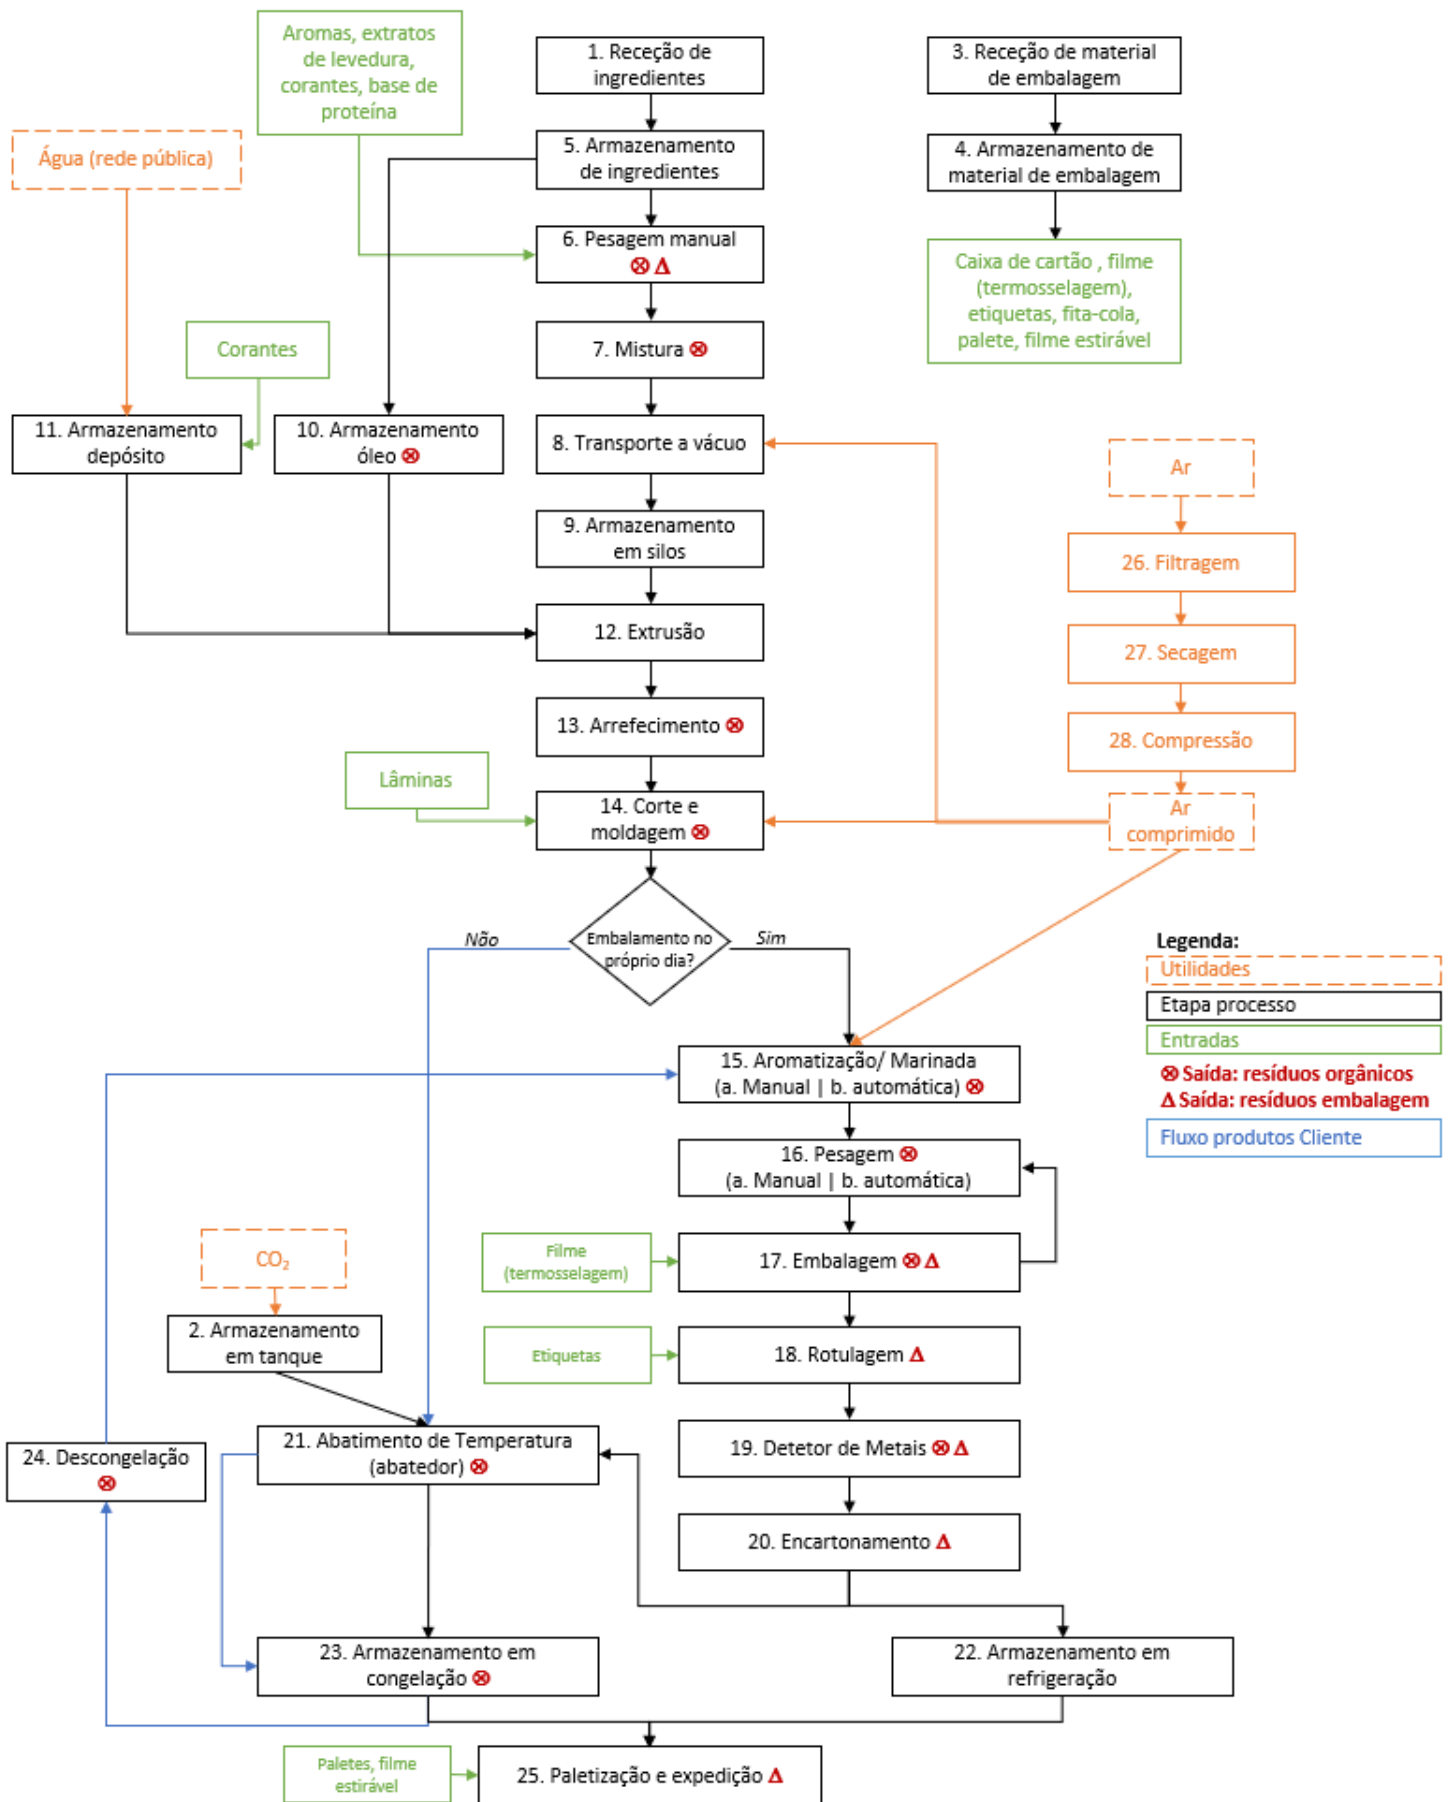 Aromas, extratos
de levedura,
corantes, base de
proteína
1. Receção de
ingredientes
3. Receção de material
de embalagem
Água (rede pública)
5. Armazenamento
de ingredientes
4. Armazenamento de
material de embalagem
6. Pesagem manual
⊗ Δ
Caixa de cartão , filme
(termosselagem),
etiquetas, fita-cola,
palete, filme estirável
Corantes
7. Mistura ⊗
11. Armazenamento
depósito
10. Armazenamento
óleo ⊗
8. Transporte a vácuo
Ar
9. Armazenamento
em silos
26. Filtragem
12. Extrusão
27. Secagem
13. Arrefecimento ⊗
28. Compressão
Lâminas
14. Corte e
moldagem ⊗
Ar
comprimido
Não
Embalamento no
próprio dia?
Sim
Legenda:
Utilidades
Etapa processo
Entradas
⊗ Saída: resíduos orgânicos
Δ Saída: resíduos embalagem
Fluxo produtos Cliente
15. Aromatização/ Marinada
(a. Manual | b. automática) ⊗
16. Pesagem ⊗
(a. Manual | b. automática)
CO₂
Filme
(termosselagem)
17. Embalagem ⊗ Δ
2. Armazenamento
em tanque
Etiquetas
18. Rotulagem Δ
24. Descongelação
⊗
21. Abatimento de Temperatura
(abatedor) ⊗
19. Detetor de Metais ⊗ Δ
20. Encartonamento Δ
23. Armazenamento em
congelação ⊗
22. Armazenamento em
refrigeração
Paletes, filme
estirável
25. Paletização e expedição Δ